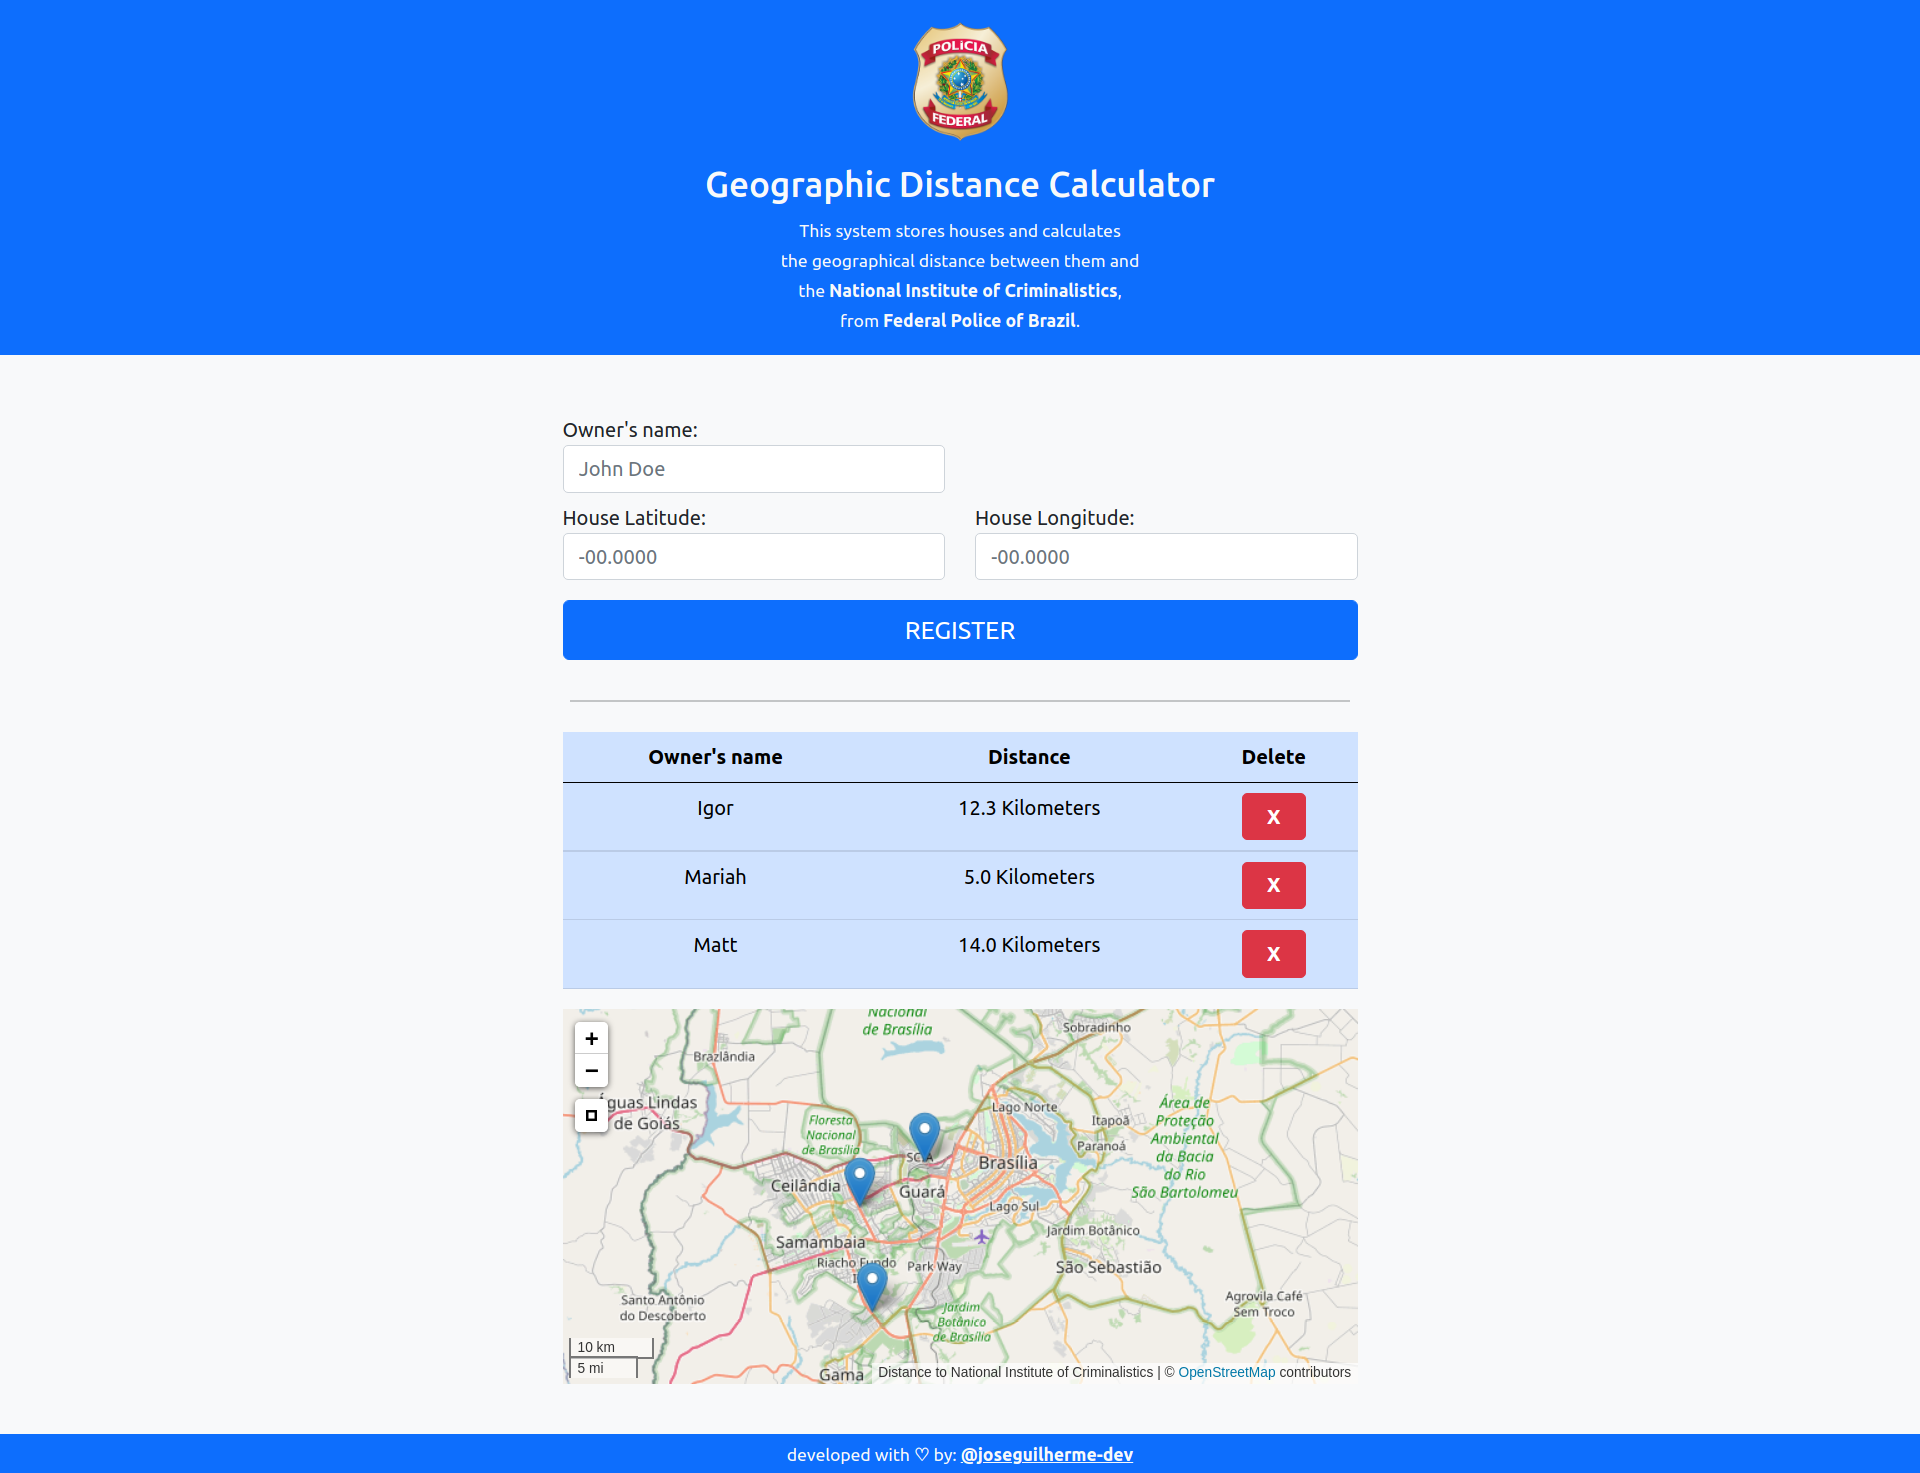 POLíCIA
FEDERAL
Geographic Distance Calculator
This system stores houses and calculates
the geographical distance between them and
the National Institute of Criminalistics,
from Federal Police of Brazil.
Owner's name:
John Doe
House Latitude: House Longitude:
-00.0000 -00.0000
REGISTER
Owner's name Distance Delete
Igor 12.3 Kilometers X
Mariah 5.0 Kilometers X
Matt 14.0 Kilometers X
Nacional
de Brasília
Sobradinho
Brazlândia
+
−
Águas Lindas
de Goiás
Lago Norte
Floresta
Nacional
de Brasília
Itapoã
Paranoá
Área de
Proteção
Ambiental
da Bacia
do Rio
São Bartolomeu
Brasília
Ceilândia
Guará
Lago Sul
Jardim Botânico
Samambaia
Riacho Fundo
Park Way
São Sebastião
Santo Antônio
do Descoberto
Agrovila Café
Sem Troco
Jardim
Botânico
de Brasília
10 km
5 mi
Gama
Distance to National Institute of Criminalistics | © OpenStreetMap contributors
developed with ♡ by: @joseguilherme-dev